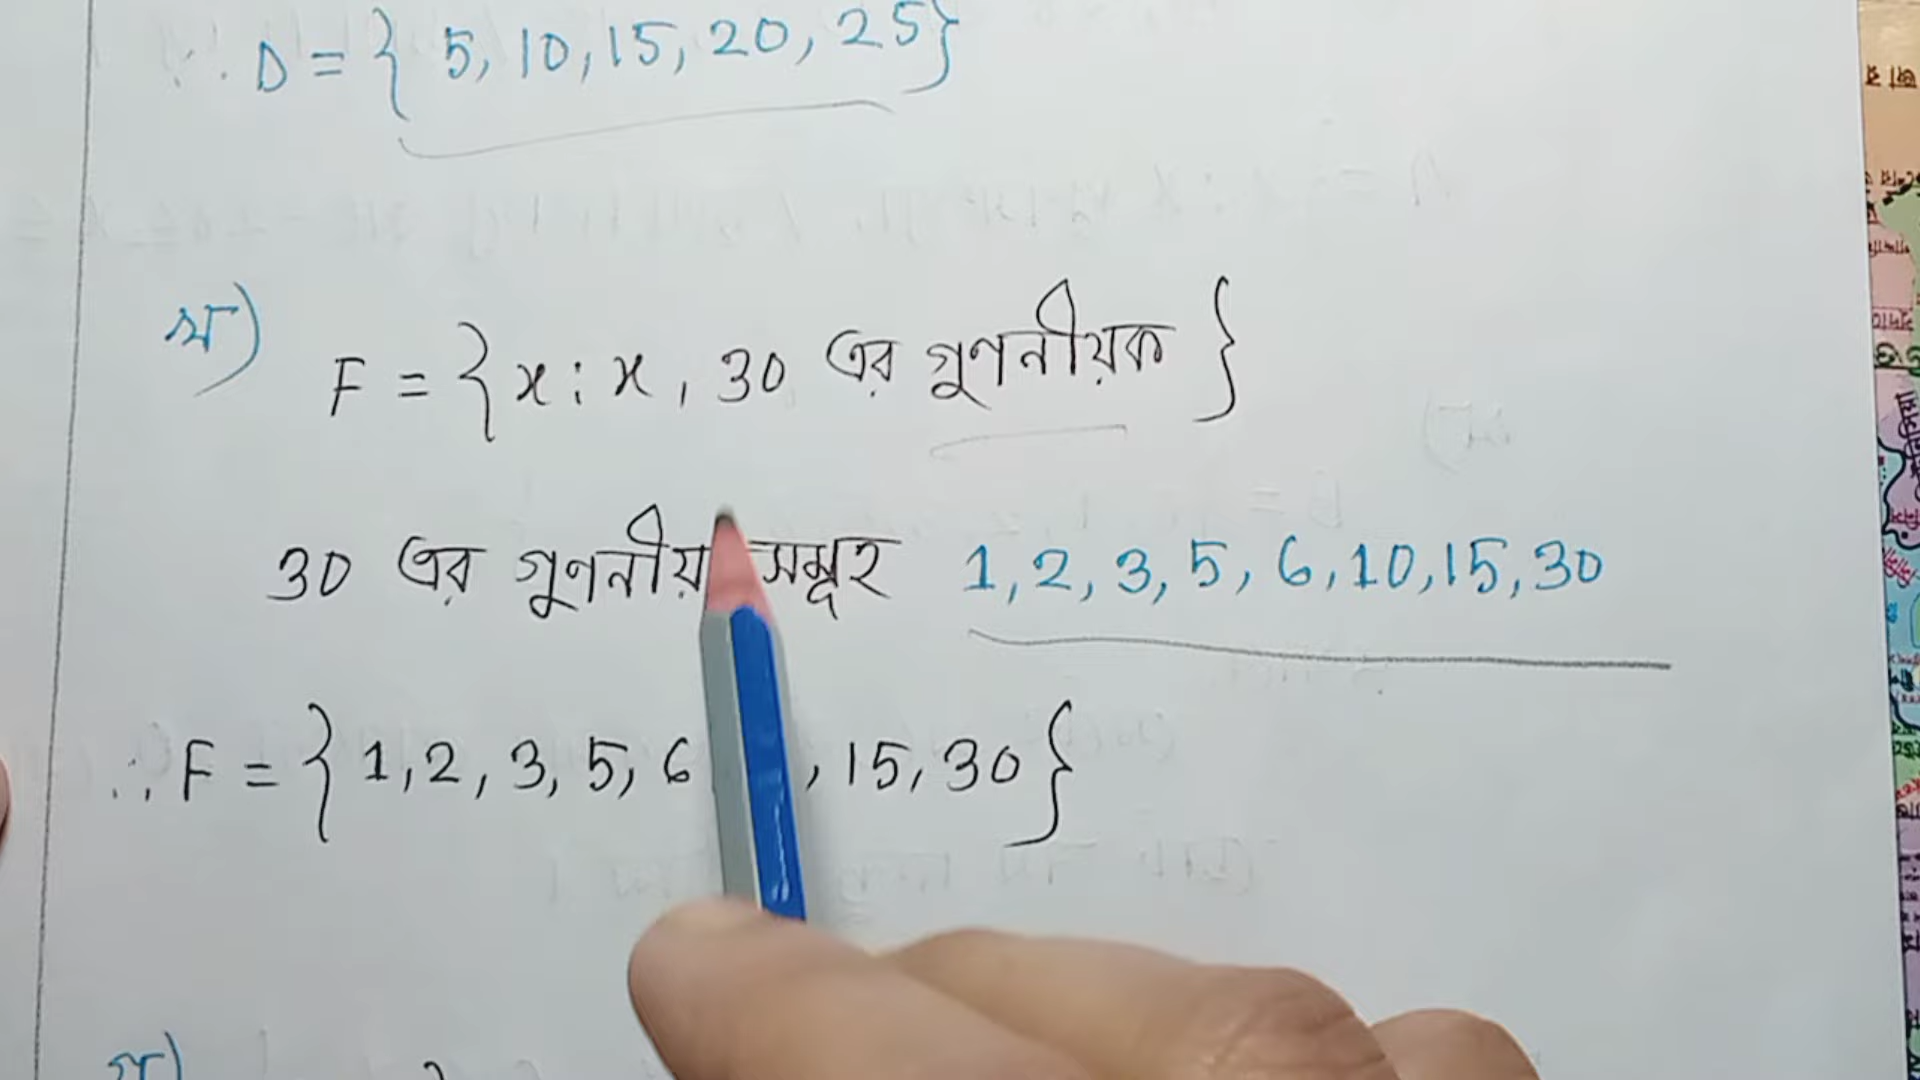 D = { 5, 10, 15, 20, 25}
F = { x : x, 30 এর গুণনীয়ক }
30 এর গুণনীয় সমূহ 1, 2, 3, 5, 6, 10, 15, 30
∴ F = { 1, 2, 3, 5, 6 , 15, 30 }